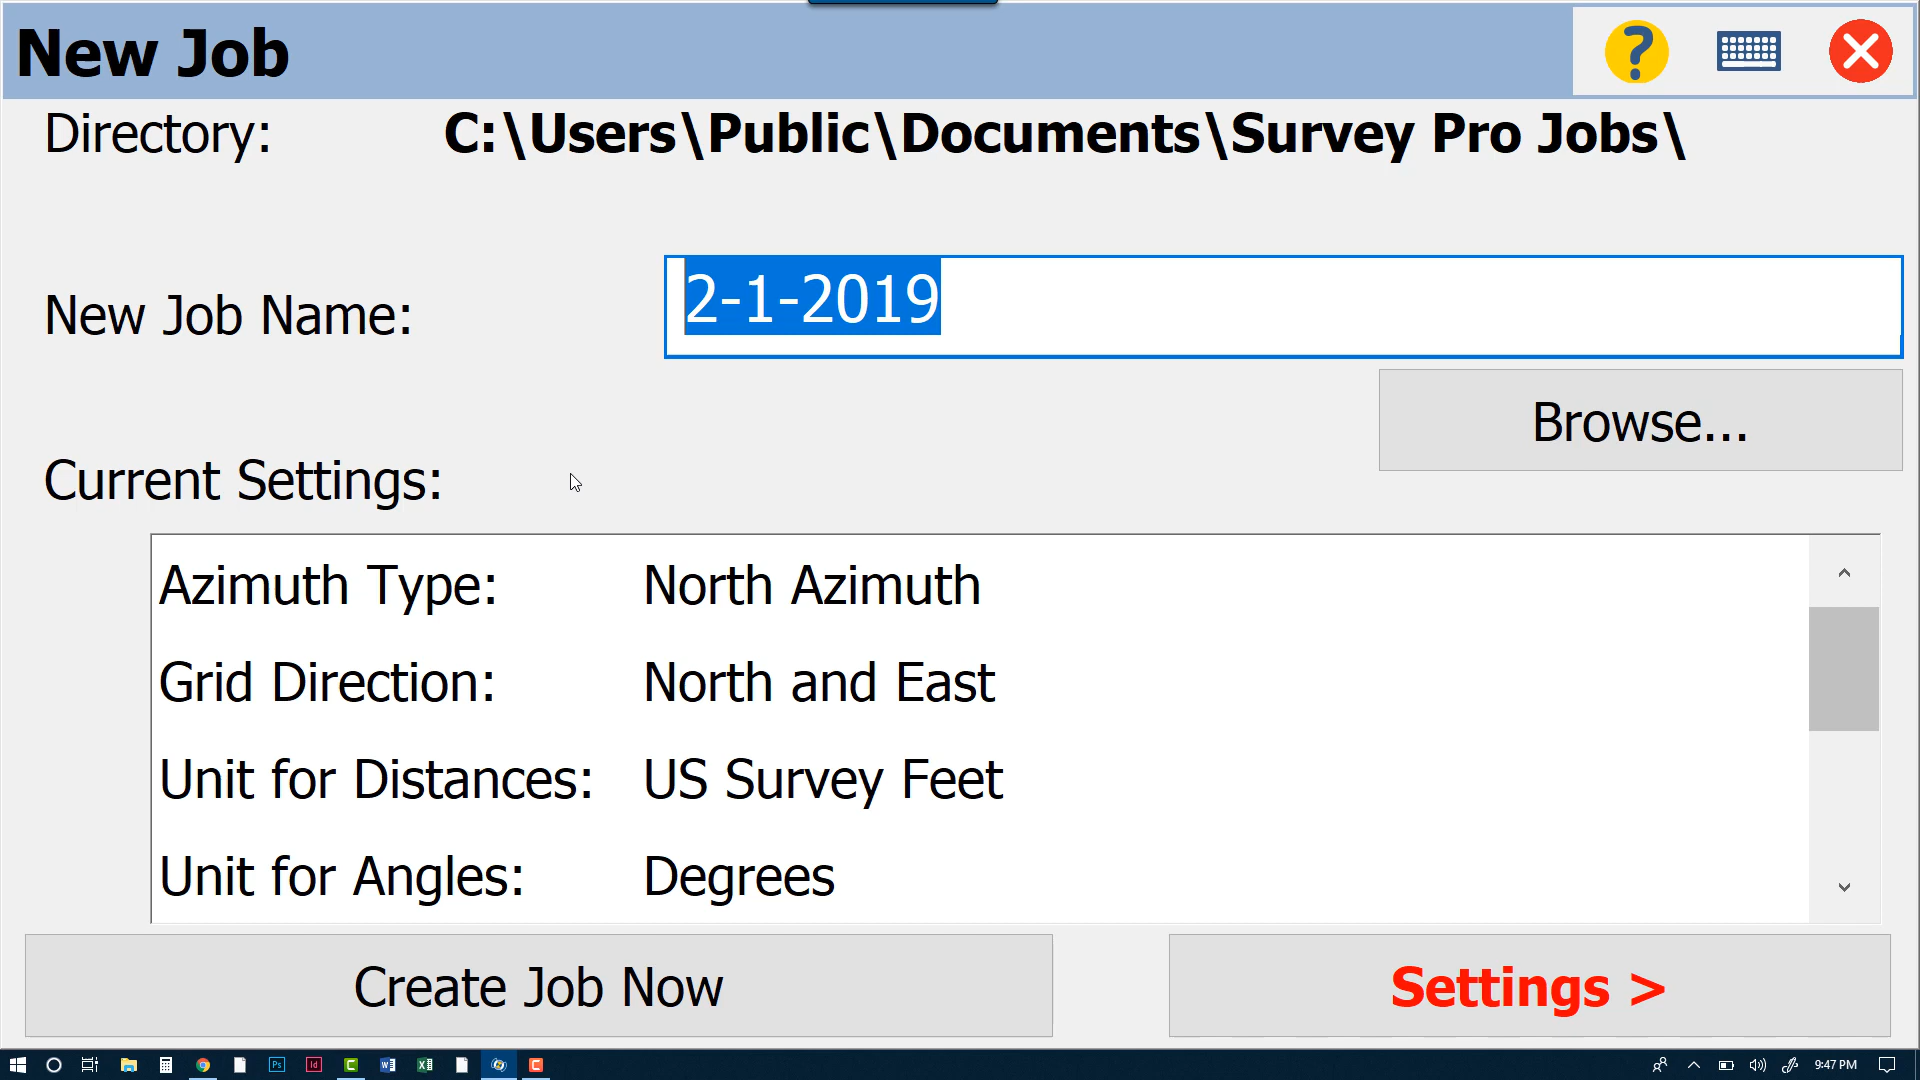 New Job
?
Directory: C:\Users\Public\Documents\Survey Pro Jobs\
New Job Name: 2-1-2019
Browse...
Current Settings:
Azimuth Type: North Azimuth
Grid Direction: North and East
Unit for Distances: US Survey Feet
Unit for Angles: Degrees
Create Job Now Settings >
Ps Id C W X C 9:47 PM